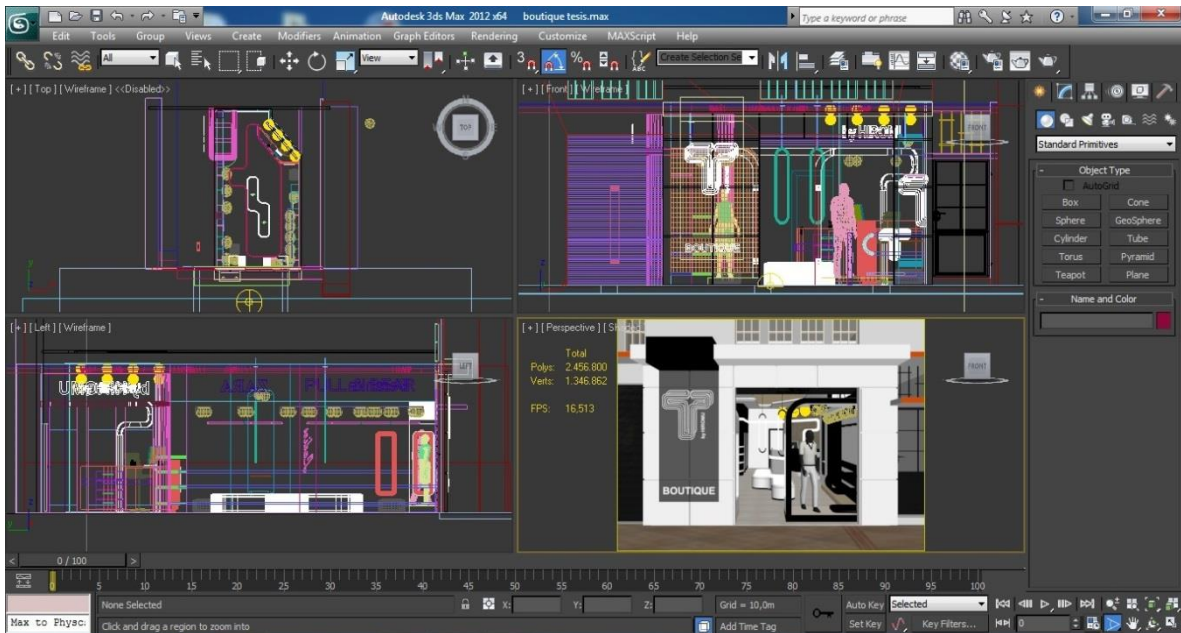 Autodesk 3ds Max 2012 x64 boutique tesis.max
Type a keyword or phrase
Edit Tools Group Views Create Modifiers Animation Graph Editors Rendering Customize MAXScript Help
All
View
Create Selection Se
[ + ] [ Top ] [ Wireframe ] <<Disabled>>
TOP
[ + ] [ Front ] [ Wireframe ]
FRONT
BOUTIQUE
Standard Primitives
Object Type
AutoGrid
Box Cone
Sphere GeoSphere
Cylinder Tube
Torus Pyramid
Teapot Plane
Name and Color
[ + ] [ Left ] [ Wireframe ]
LEFT
[ + ] [ Perspective ] [ Shaded
Total
Polys: 2.456.800
Verts: 1.346.862
FPS: 16,513
FRONT
BOUTIQUE
0 / 100
0 5 10 15 20 25 30 35 40 45 50 55 60 65 70 75 80 85 90 95 100
None Selected
X: Y: Z:
Grid = 10,0m
Auto Key Selected
Max to Physc:
Click and drag a region to zoom into
Add Time Tag
Set Key Key Filters...
0